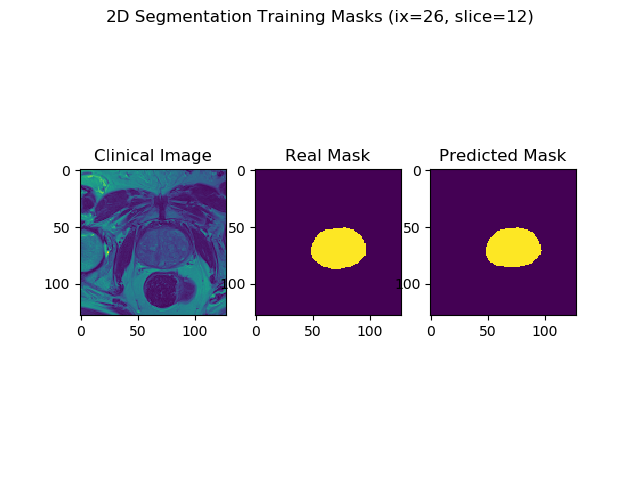 2D Segmentation Training Masks (ix=26, slice=12)
Clinical Image Real Mask Predicted Mask
0 0 0
50 50 50
100 100 100
0 50 100 0 50 100 0 50 100